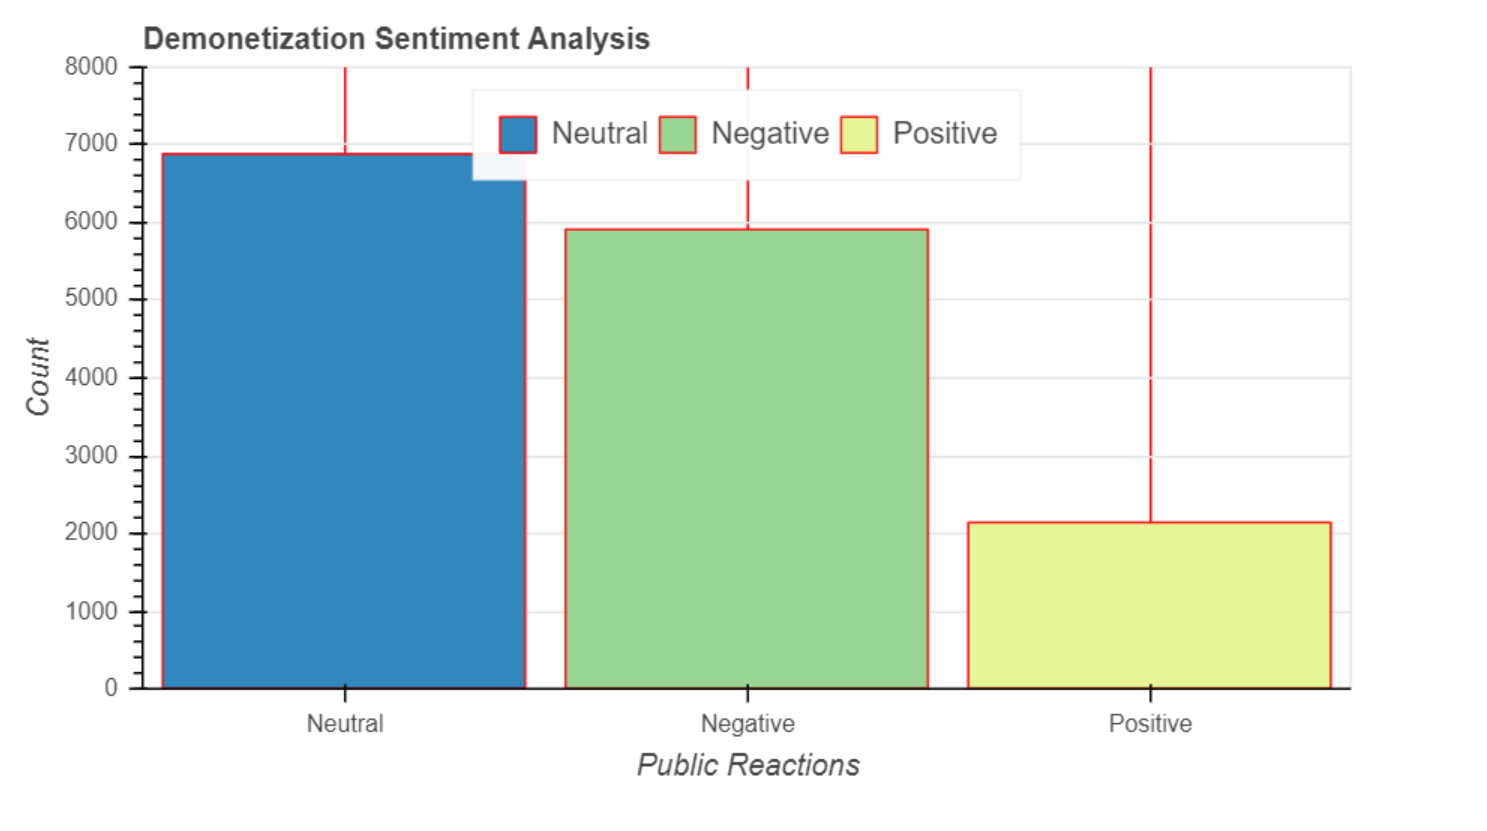 Demonetization Sentiment Analysis
8000
7000
6000
5000
4000
3000
2000
1000
0
Count
Neutral Negative Positive
Neutral Negative Positive
Public Reactions